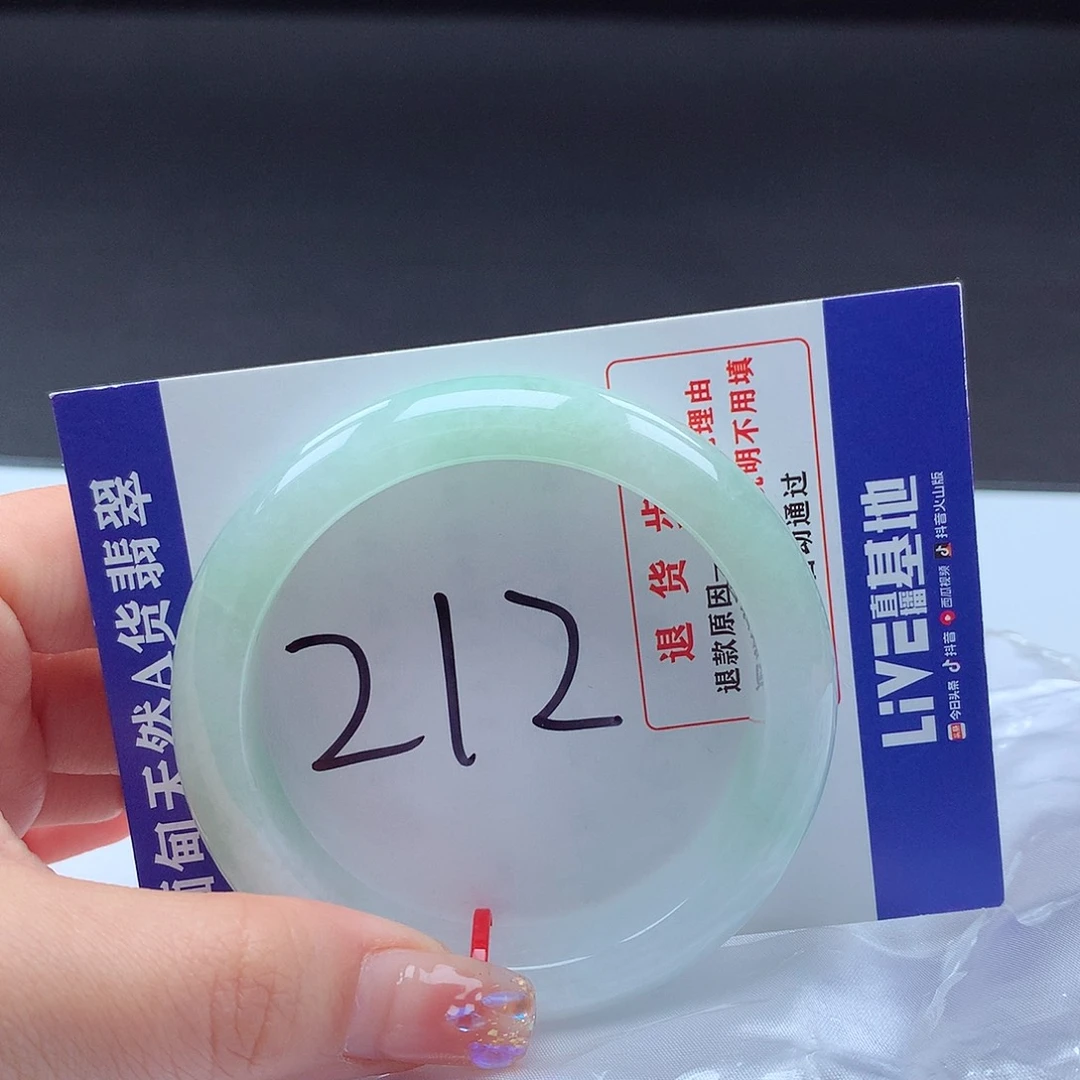 甸天然A货翡翠
212
退货步
理由
明不用填
退款原因
动通过
LiVE直播基地
今日头条 抖音 西瓜视频 抖音火山版